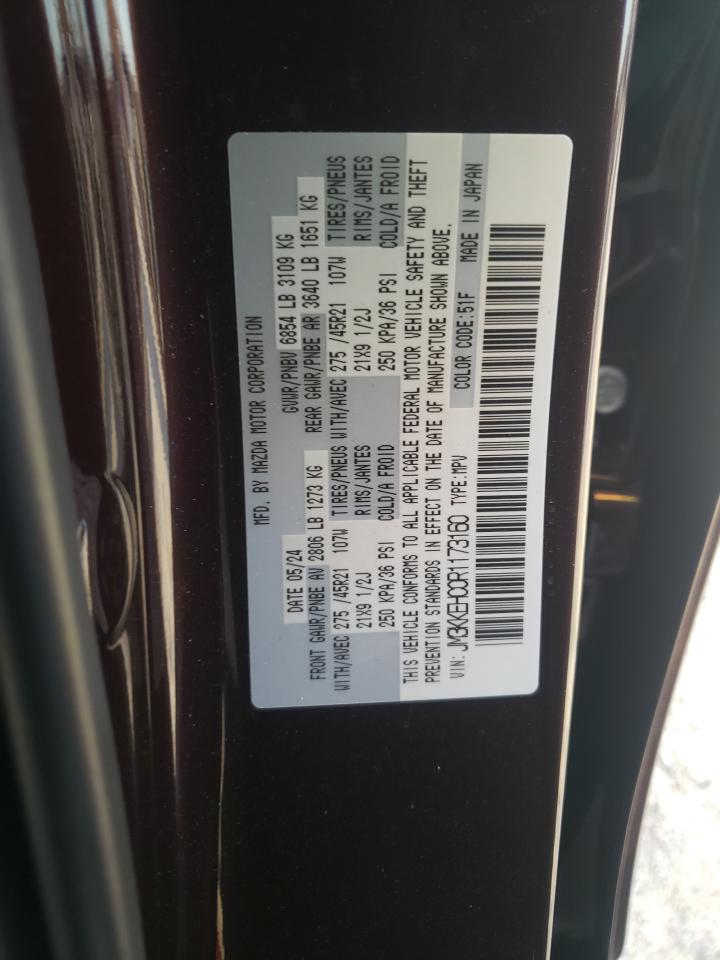 MFD. BY MAZDA MOTOR CORPORATION
DATE 05/24 GVWR/PNBV 6854 LB 3109 KG
FRONT GAWR/PNBE AV 2806 LB 1273 KG REAR GAWR/PNBE AR 3640 LB 1651 KG
WITH/AVEC 275 /45R21 107W TIRES/PNEUS WITH/AVEC 275 /45R21 107W TIRES/PNEUS
21X9 1/2J RIMS/JANTES 21X9 1/2J RIMS/JANTES
250 KPA/36 PSI COLD/A FROID 250 KPA/36 PSI COLD/A FROID
THIS VEHICLE CONFORMS TO ALL APPLICABLE FEDERAL MOTOR VEHICLE SAFETY AND THEFT
PREVENTION STANDARDS IN EFFECT ON THE DATE OF MANUFACTURE SHOWN ABOVE.
VIN: JM3KKEHC0R1173160 TYPE:MPV COLOR CODE:51F MADE IN JAPAN